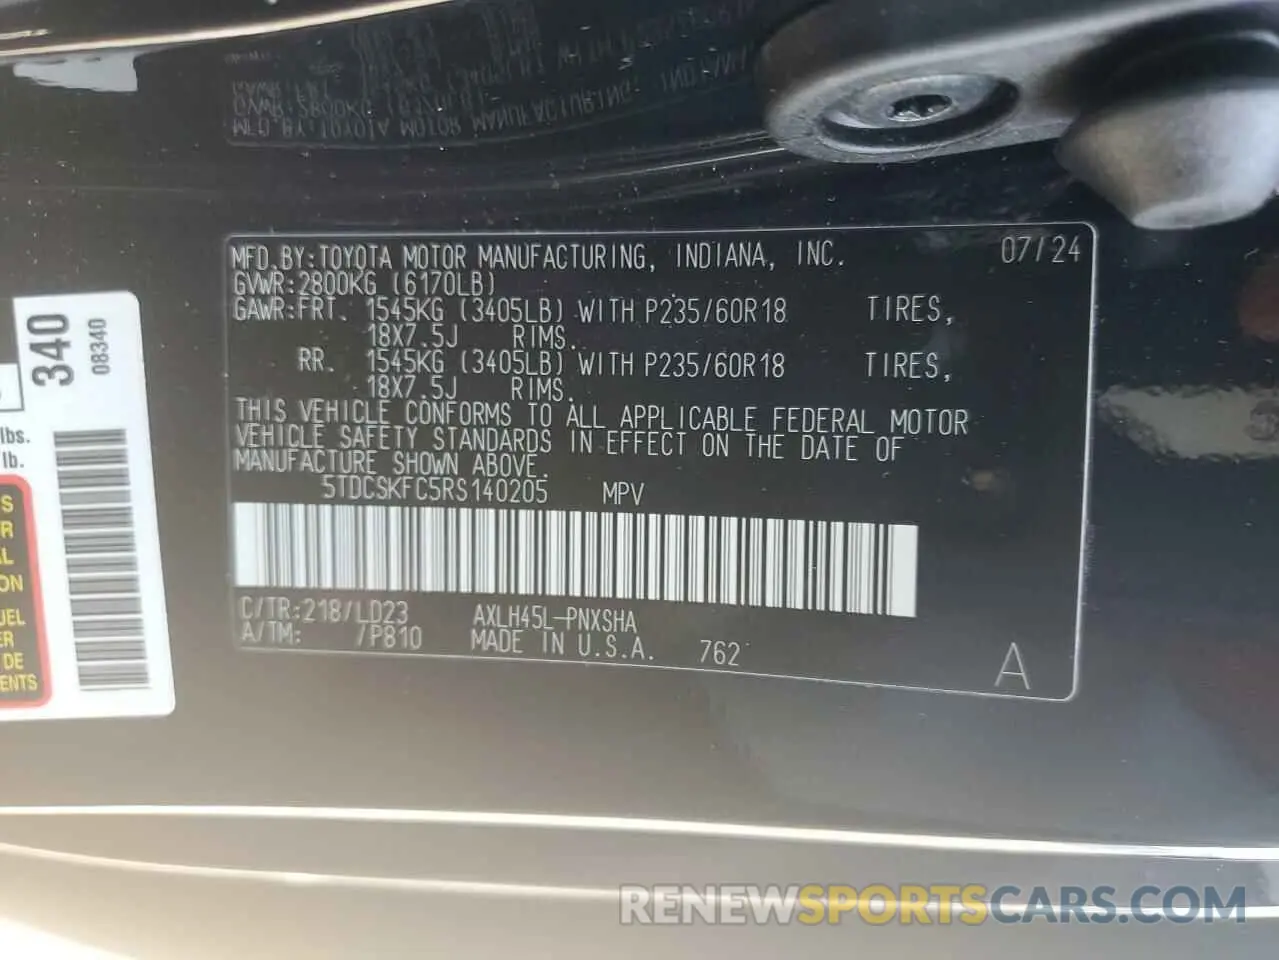 MFD.BY:TOYOTA MOTOR MANUFACTURING, INDIANA, INC. 07/24
GVWR:2800KG (6170LB)
GAWR:FRT. 1545KG (3405LB) WITH P235/60R18 TIRES,
18X7.5J RIMS.
RR. 1545KG (3405LB) WITH P235/60R18 TIRES,
18X7.5J RIMS.
THIS VEHICLE CONFORMS TO ALL APPLICABLE FEDERAL MOTOR
VEHICLE SAFETY STANDARDS IN EFFECT ON THE DATE OF
MANUFACTURE SHOWN ABOVE.
5TDCSKFC5RS140205 MPV
C/TR:218/LD23 AXLH45L-PNXSHA
A/TM: /P810 MADE IN U.S.A. 762
A
340
08340
lbs.
lb.
DE
RENEWSPORTSCARS.COM